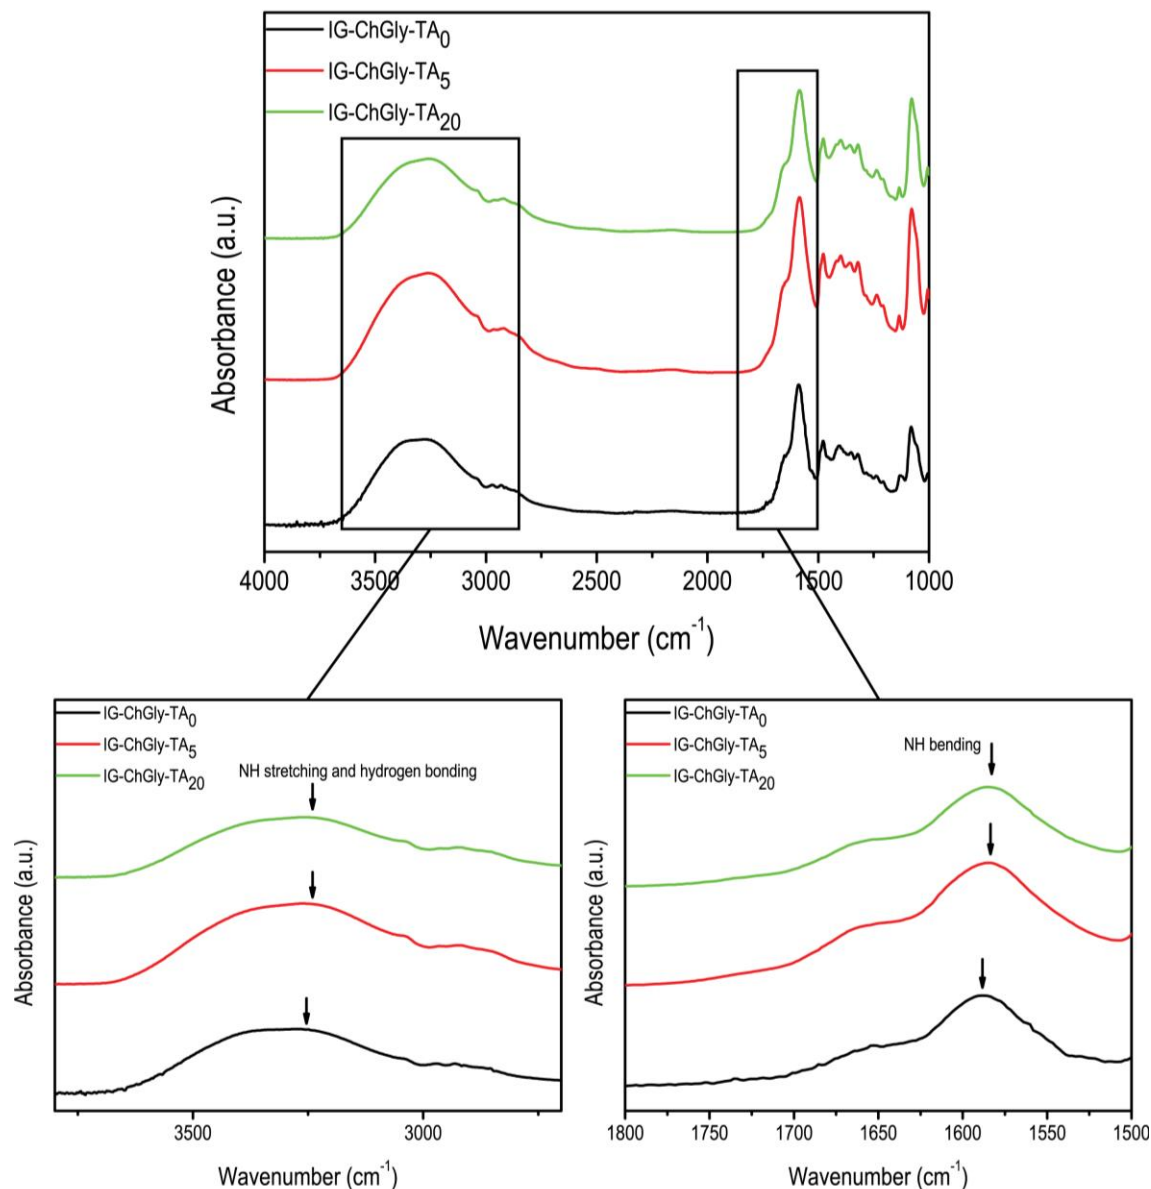 IG-ChGly-TA0
IG-ChGly-TA5
IG-ChGly-TA20
Absorbance (a.u.)
4000 3500 3000 2500 2000 1500 1000
Wavenumber (cm-1)
IG-ChGly-TA0
IG-ChGly-TA5
IG-ChGly-TA20
NH stretching and hydrogen bonding
Absorbance (a.u.)
3500 3000
Wavenumber (cm-1)
IG-ChGly-TA0
IG-ChGly-TA5
IG-ChGly-TA20
NH bending
Absorbance (a.u.)
1800 1750 1700 1650 1600 1550 1500
Wavenumber (cm-1)